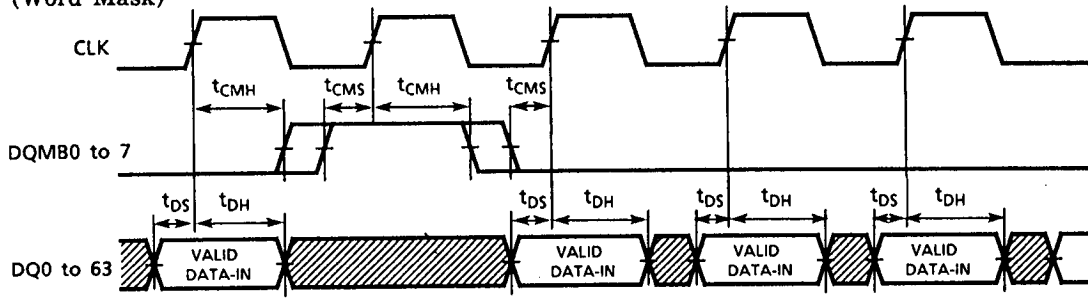 (Word Mask)
CLK
tCMH tCMS tCMH tCMS
DQMB0 to 7
tDS tDH tDS tDH tDS tDH tDS tDH
DQ0 to 63
VALID DATA-IN VALID DATA-IN VALID DATA-IN VALID DATA-IN